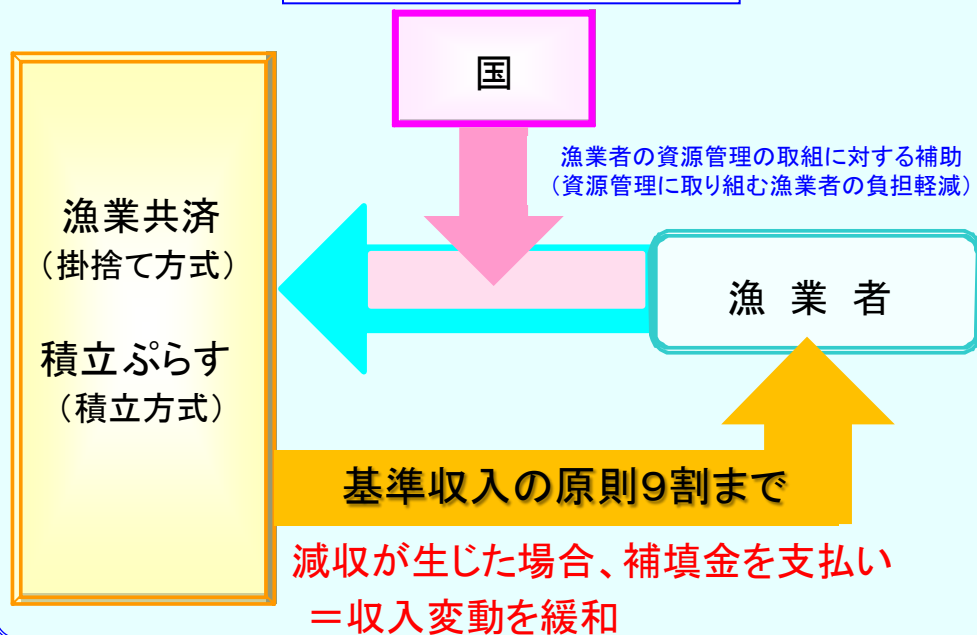 国
漁業者の資源管理の取組に対する補助
（資源管理に取り組む漁業者の負担軽減）
漁業共済
（掛捨て方式）
積立ぷらす
（積立方式）
漁 業 者
基準収入の原則９割まで
減収が生じた場合、補填金を支払い
＝収入変動を緩和